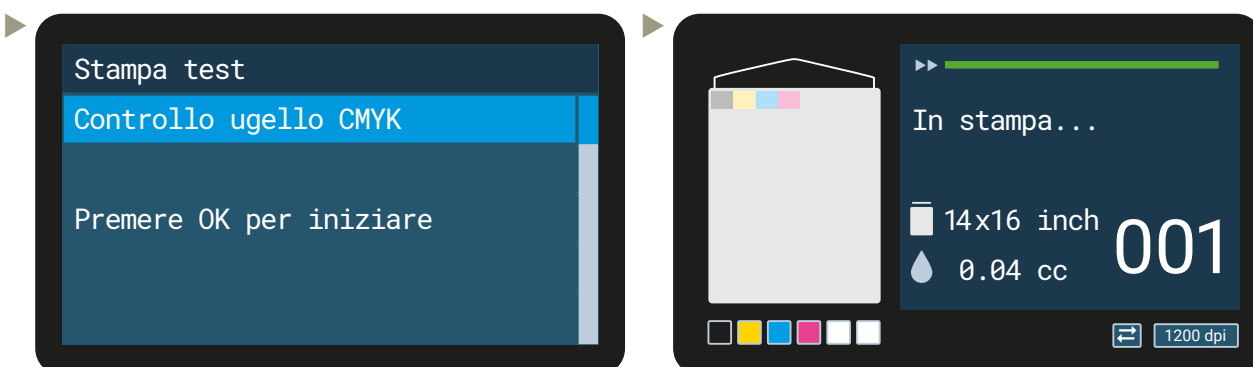 Stampa test
Controllo ugello CMYK
Premere OK per iniziare
In stampa...
14x16 inch
0.04 cc
001
1200 dpi